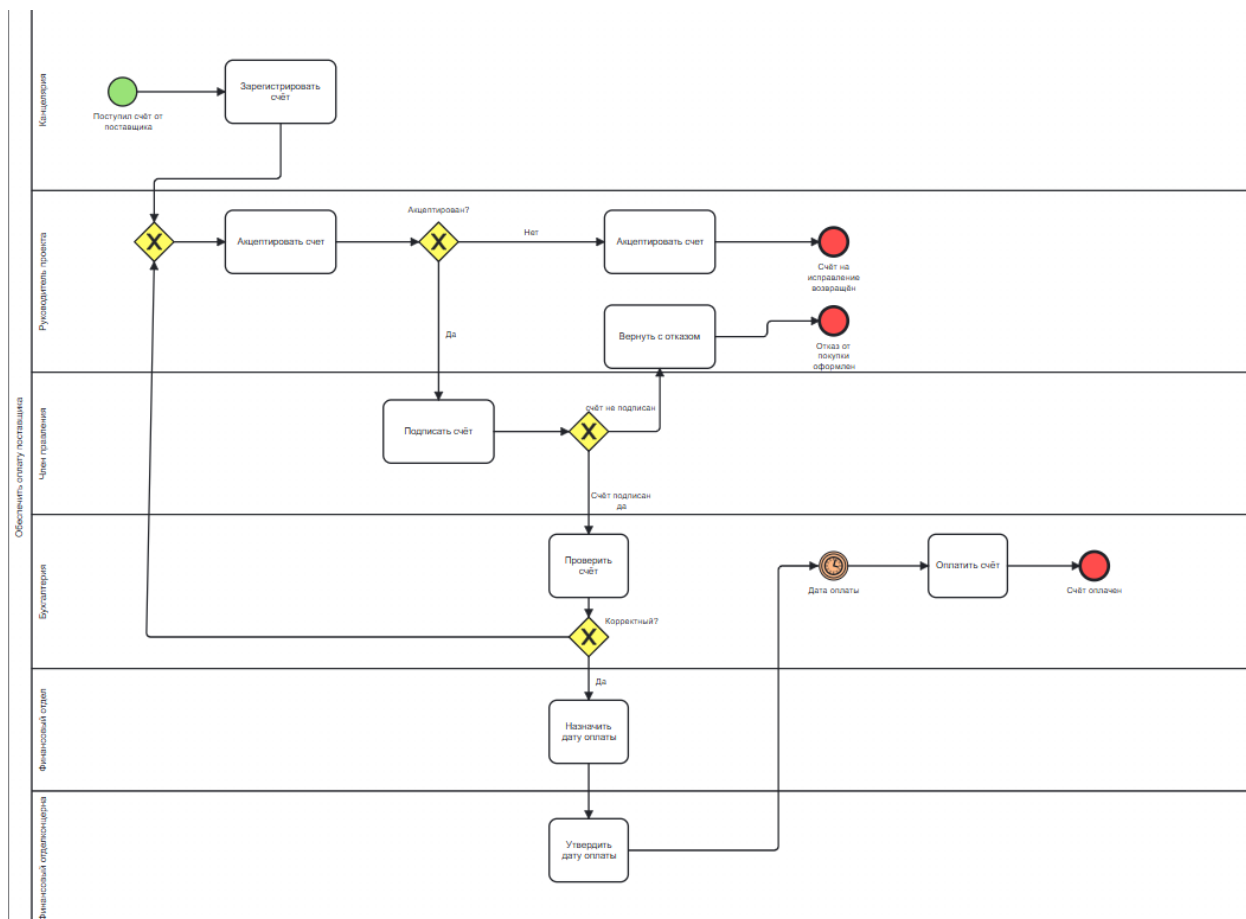 Обеспечить оплату поставщика
Канцелярия
Поступил счёт от
поставщика
Зарегистрировать
счёт
Руководитель проекта
Акцептировать счет
Акцептирован?
Нет
Акцептировать счет
Счёт на
исправление
возвращён
Да
Вернуть с отказом
Отказ от
покупки
оформлен
Член прваления
Подписать счёт
счёт не подписан
Счёт подписан
да
Бухгалтерия
Проверить
счёт
Корректный?
Дата оплаты
Оплатить счёт
Счёт оплачен
Финансовый отдел
Да
Назначить
дату оплаты
Финансовый отделконцерна
Утвердить
дату оплаты